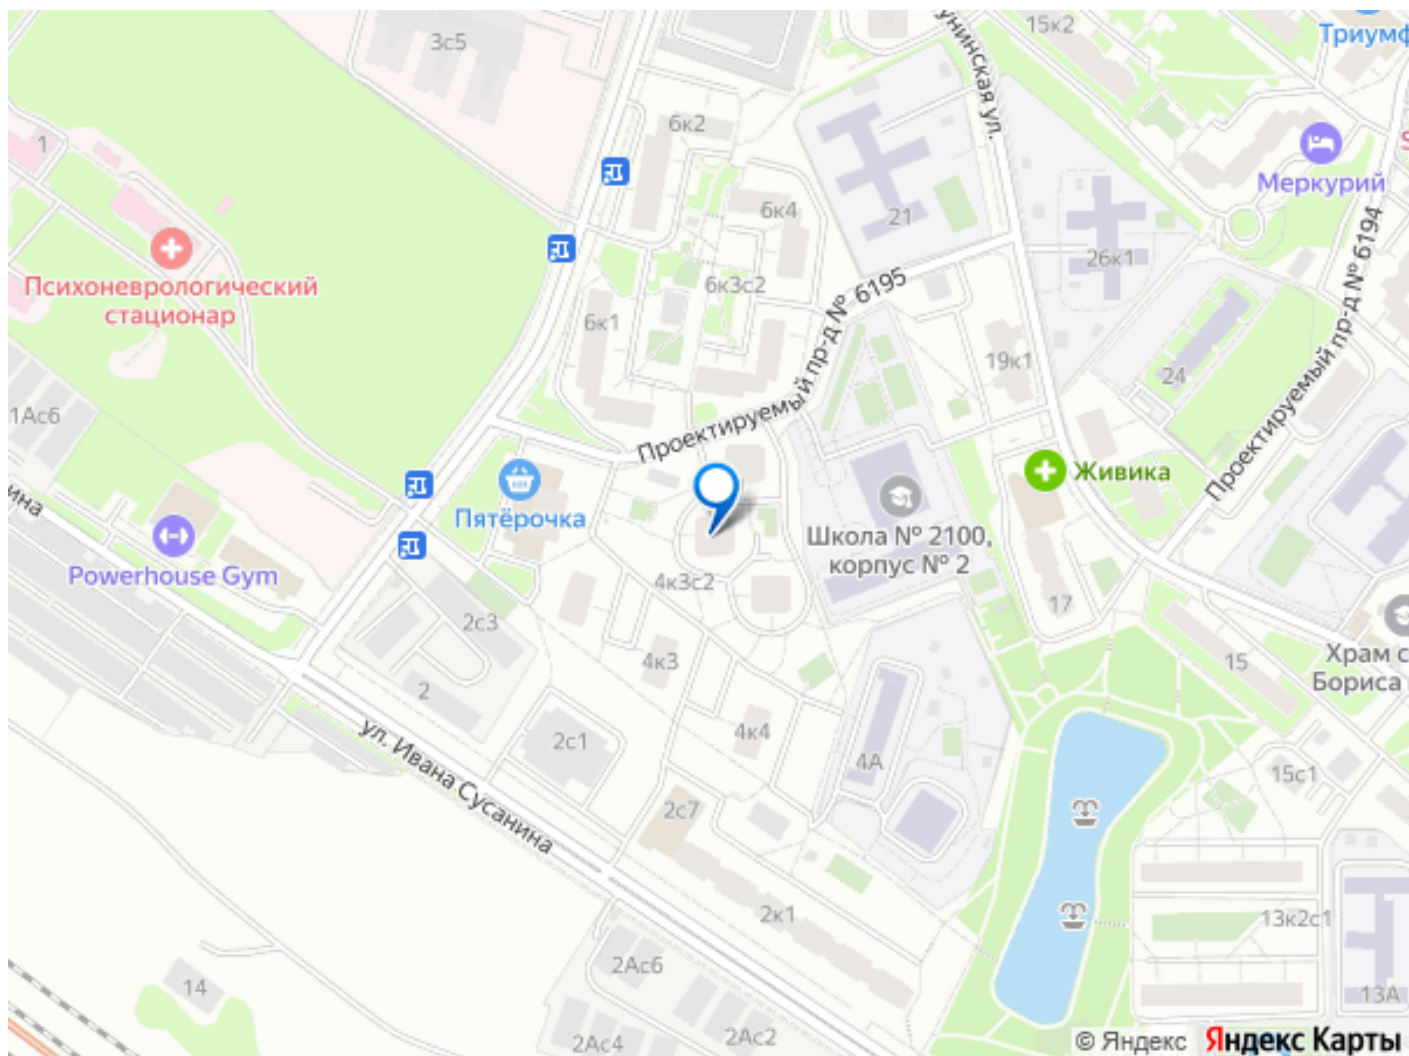 3с5
15к2
Триумф
унинская ул.
6к2
1
Меркурий
6к4
21
26к1
Проектируемый пр-д № 6194
Психоневрологический
стационар
6к3с2
6к1
Проектируемый пр-д № 6195
19к1
24
1Ас6
Живика
ина
Пятёрочка
Школа № 2100,
корпус № 2
Powerhouse Gym
4к3с2
17
2с3
4к3
15
Храм с
Бориса
2
4к4
2с1
4А
15с1
ул. Ивана Сусанина
2с7
2к1
13к2с1
2Ас6
14
13А
2Ас4
2Ас2
© Яндекс Яндекс Карты